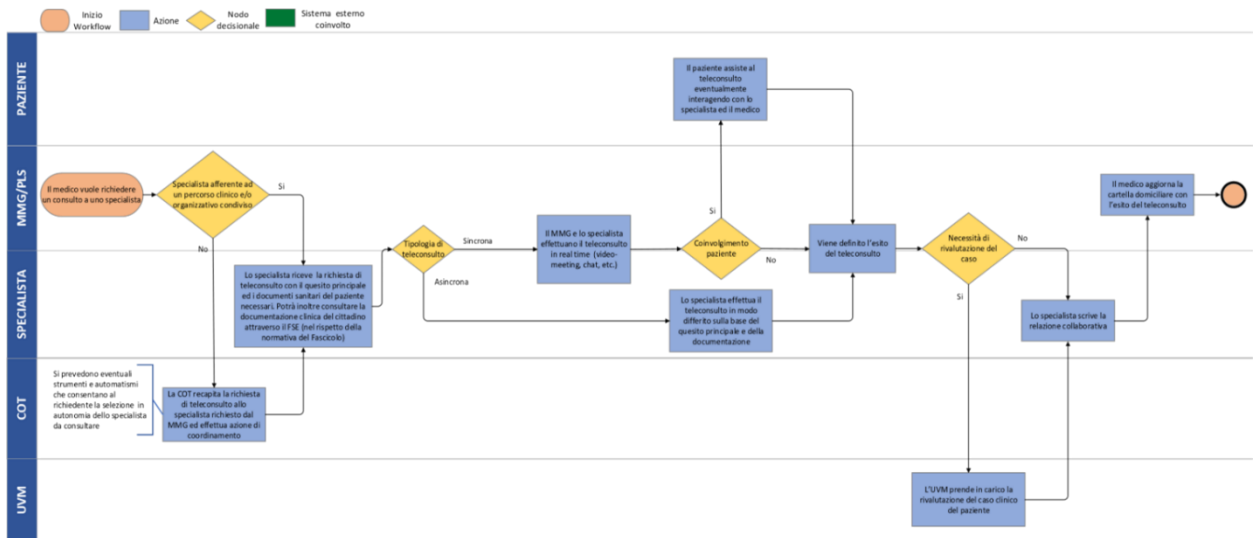 Inizio
Workflow
Azione
Nodo
decisionale
Sistema esterno
coinvolto
PAZIENTE
Il paziente assiste al
teleconsulto
eventualmente
interagendo con lo
specialista ed il medico
MMG/PLS
Il medico vuole richiedere
un consulto a uno specialista
Specialista afferente ad
un percorso clinico e/o
organizzativo condiviso
Si
No
Tipologia di
teleconsulto
Sincrona
Asincrona
Il MMG e lo specialista
effettuano il teleconsulto
in real time (video-
meeting, chat, etc.)
Coinvolgimento
paziente
Sì
No
Viene definito l'esito
del teleconsulto
Necessità di
rivalutazione del
caso
No
Si
Il medico aggiorna la
cartella domiciliare con
l'esito del teleconsulto
SPECIALISTA
Lo specialista riceve la richiesta di
teleconsulto con il quesito principale
ed i documenti sanitari del paziente
necessari. Potrà inoltre consultare la
documentazione clinica del cittadino
attraverso il FSE (nel rispetto della
normativa del Fascicolo)
Lo specialista effettua il
teleconsulto in modo
differito sulla base del
quesito principale e della
documentazione
Lo specialista scrive la
relazione collaborativa
COT
Si prevedono eventuali
strumenti e automatismi
che consentano al
richiedente la selezione in
autonomia dello specialista
da consultare
La COT recapita la richiesta
di teleconsulto allo
specialista richiesto dal
MMG ed effettua azione di
coordinamento
UVM
L'UVM prende in carico la
rivalutazione del caso clinico
del paziente